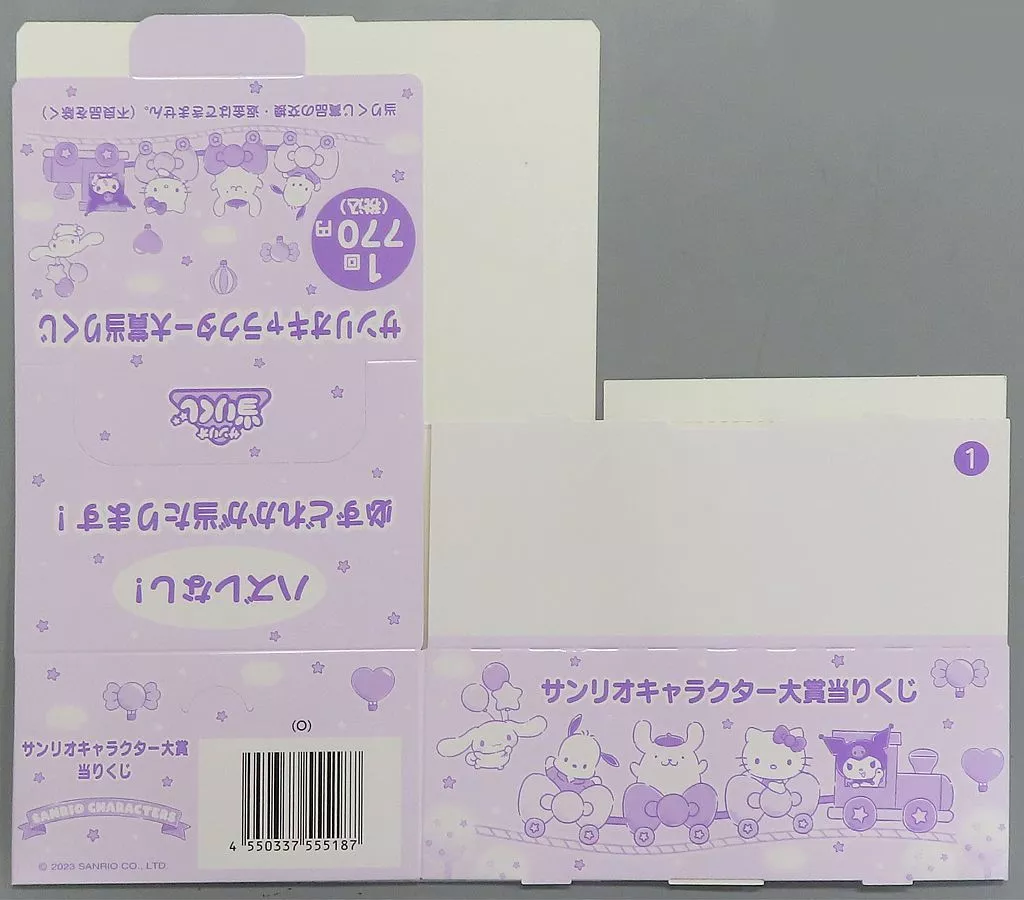 当りくじ賞品の交換・返金はできません。(不良品を除く)
1回
770円
(税込)
サンリオキャラクター大賞当りくじ
サンリオ
当りくじ
必ずどれかが当たります!
ハズレなし!
1
サンリオキャラクター大賞当りくじ
サンリオキャラクター大賞
当りくじ
SANRIO CHARACTERS
© 2023 SANRIO CO., LTD.
(O)
4 550337 555187